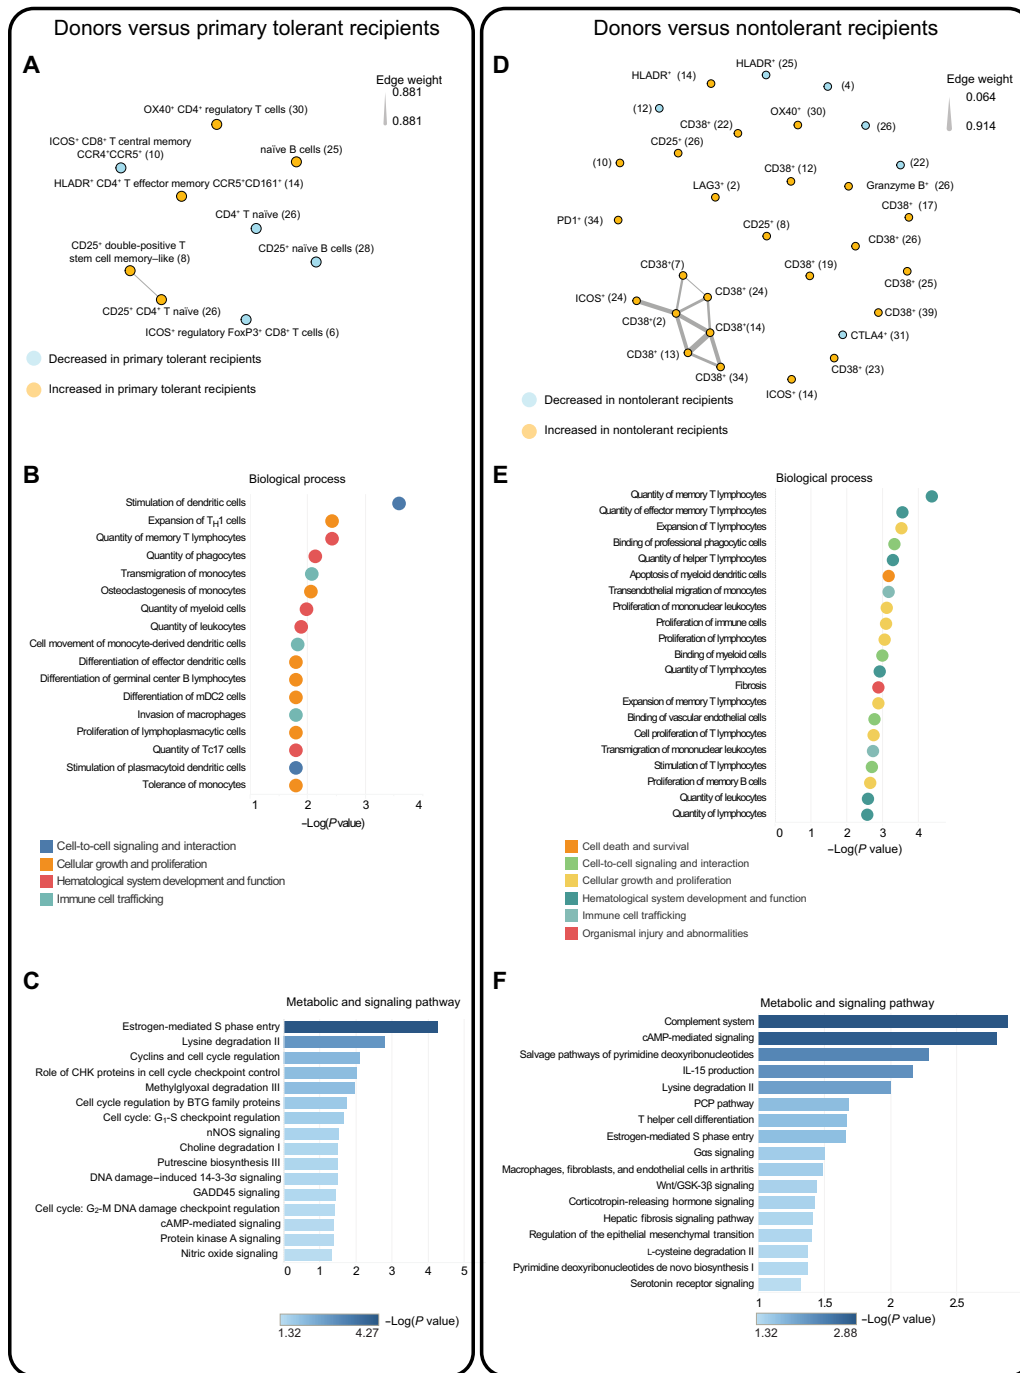 Donors versus primary tolerant recipients
A
Edge weight
0.881
0.881
OX40⁺ CD4⁺ regulatory T cells (30)
ICOS⁺ CD8⁺ T central memory
CCR4⁺CCR5⁺ (10)
naïve B cells (25)
HLADR⁺ CD4⁺ T effector memory CCR5⁺CD161⁺ (14)
CD4⁺ T naïve (26)
CD25⁺ double-positive T
stem cell memory–like (8)
CD25⁺ naïve B cells (28)
CD25⁺ CD4⁺ T naïve (26)
ICOS⁺ regulatory FoxP3⁺ CD8⁺ T cells (6)
Decreased in primary tolerant recipients
Increased in primary tolerant recipients
B
Biological process
Stimulation of dendritic cells
Expansion of TH1 cells
Quantity of memory T lymphocytes
Quantity of phagocytes
Transmigration of monocytes
Osteoclastogenesis of monocytes
Quantity of myeloid cells
Quantity of leukocytes
Cell movement of monocyte-derived dendritic cells
Differentiation of effector dendritic cells
Differentiation of germinal center B lymphocytes
Differentiation of mDC2 cells
Invasion of macrophages
Proliferation of lymphoplasmacytic cells
Quantity of Tc17 cells
Stimulation of plasmacytoid dendritic cells
Tolerance of monocytes
1 2 3 4
–Log(P value)
Cell-to-cell signaling and interaction
Cellular growth and proliferation
Hematological system development and function
Immune cell trafficking
C
Metabolic and signaling pathway
Estrogen-mediated S phase entry
Lysine degradation II
Cyclins and cell cycle regulation
Role of CHK proteins in cell cycle checkpoint control
Methylglyoxal degradation III
Cell cycle regulation by BTG family proteins
Cell cycle: G₁-S checkpoint regulation
nNOS signaling
Choline degradation I
Putrescine biosynthesis III
DNA damage–induced 14-3-3σ signaling
GADD45 signaling
Cell cycle: G₂-M DNA damage checkpoint regulation
cAMP-mediated signaling
Protein kinase A signaling
Nitric oxide signaling
0 1 2 3 4 5
–Log(P value)
1.32 4.27
Donors versus nontolerant recipients
D
Edge weight
0.064
0.914
HLADR⁺ (25)
HLADR⁺ (14)
(4)
(12)
OX40⁺ (30)
CD38⁺ (22)
(26)
CD25⁺ (26)
(10)
(22)
CD38⁺ (12)
LAG3⁺ (2)
Granzyme B⁺ (26)
CD38⁺ (17)
PD1⁺ (34)
CD25⁺ (8)
CD38⁺ (26)
CD38⁺(7)
CD38⁺ (19)
CD38⁺ (25)
ICOS⁺ (24)
CD38⁺ (24)
CD38⁺(2)
CD38⁺ (39)
CD38⁺(14)
CTLA4⁺ (31)
CD38⁺ (13)
CD38⁺ (23)
CD38⁺ (34)
ICOS⁺ (14)
Decreased in nontolerant recipients
Increased in nontolerant recipients
E
Biological process
Quantity of memory T lymphocytes
Quantity of effector memory T lymphocytes
Expansion of T lymphocytes
Binding of professional phagocytic cells
Quantity of helper T lymphocytes
Apoptosis of myeloid dendritic cells
Transendothelial migration of monocytes
Proliferation of mononuclear leukocytes
Proliferation of immune cells
Proliferation of lymphocytes
Binding of myeloid cells
Quantity of T lymphocytes
Fibrosis
Expansion of memory T lymphocytes
Binding of vascular endothelial cells
Cell proliferation of T lymphocytes
Transmigration of mononuclear leukocytes
Stimulation of T lymphocytes
Proliferation of memory B cells
Quantity of leukocytes
Quantity of lymphocytes
0 0 1 2 3 4
–Log(P value)
Cell death and survival
Cell-to-cell signaling and interaction
Cellular growth and proliferation
Hematological system development and function
Immune cell trafficking
Organismal injury and abnormalities
F
Metabolic and signaling pathway
Complement system
cAMP-mediated signaling
Salvage pathways of pyrimidine deoxyribonucleotides
IL-15 production
Lysine degradation II
PCP pathway
T helper cell differentiation
Estrogen-mediated S phase entry
Gαs signaling
Macrophages, fibroblasts, and endothelial cells in arthritis
Wnt/GSK-3β signaling
Corticotropin-releasing hormone signaling
Hepatic fibrosis signaling pathway
Regulation of the epithelial mesenchymal transition
L-cysteine degradation II
Pyrimidine deoxyribonucleotides de novo biosynthesis I
Serotonin receptor signaling
1 1.5 2 2.5
–Log(P value)
1.32 2.88